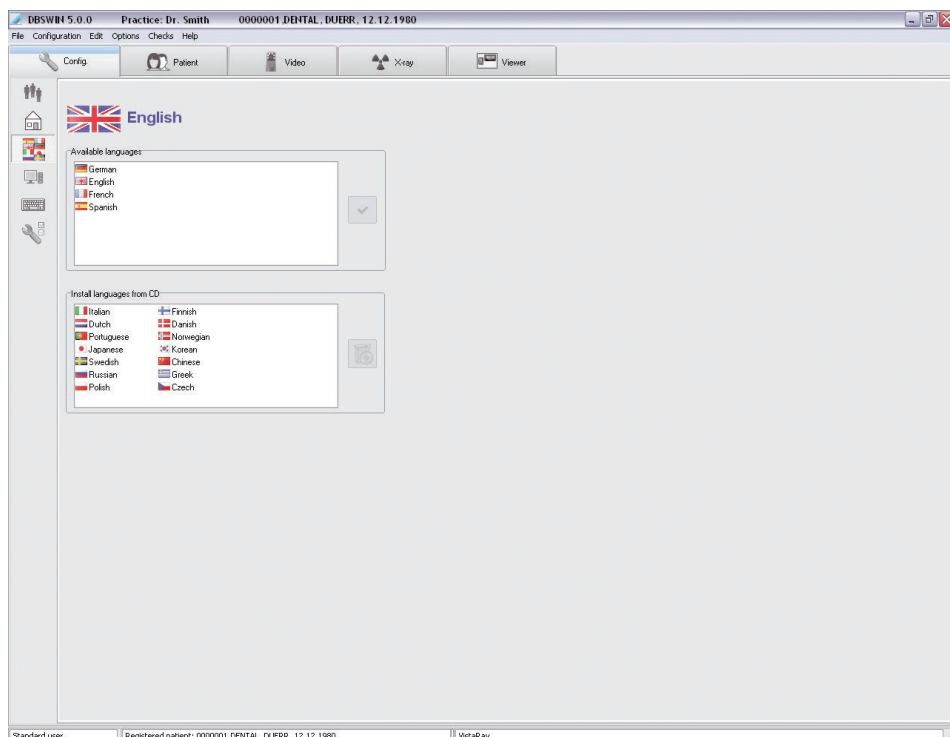 DBSWIN 5.0.0 Practice: Dr. Smith 0000001 ,DENTAL , DUERR , 12.12.1980
File Configuration Edit Options Checks Help
Config. Patient Video X-ray Viewer
English
Available languages
German
English
French
Spanish
Install languages from CD
Italian
Dutch
Portuguese
Japanese
Swedish
Russian
Polish
Finnish
Danish
Norwegian
Korean
Chinese
Greek
Czech
Standard user Registered patient: 0000001 ,DENTAL , DUERR , 12.12.1980 VistaRay